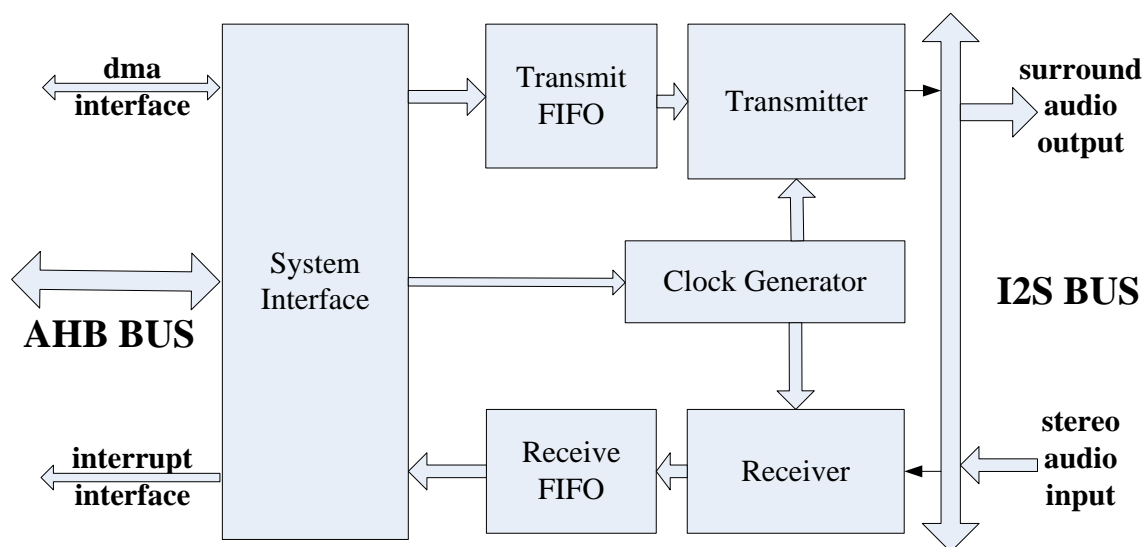 dma
interface
AHB BUS
interrupt
interface
System
Interface
Transmit
FIFO
Transmitter
Clock Generator
Receive
FIFO
Receiver
surround
audio
output
I2S BUS
stereo
audio
input